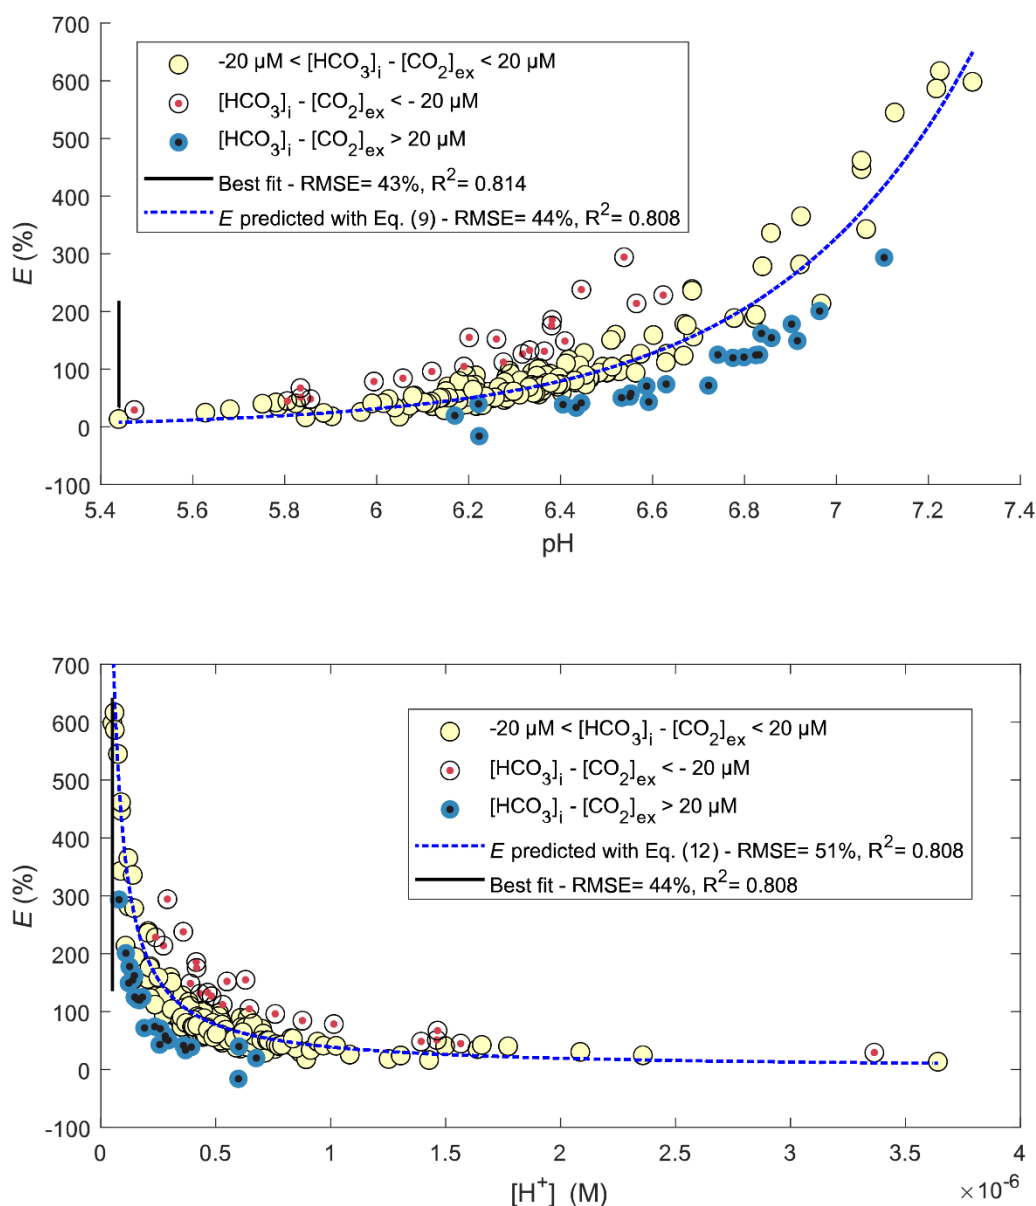 700
600
500
400
300
200
100
0
-100
E (%)
-20 µM < [HCO3]i - [CO2]ex < 20 µM
[HCO3]i - [CO2]ex < - 20 µM
[HCO3]i - [CO2]ex > 20 µM
Best fit - RMSE= 43%, R2= 0.814
E predicted with Eq. (9) - RMSE= 44%, R2= 0.808
5.4 5.6 5.8 6 6.2 6.4 6.6 6.8 7 7.2 7.4
pH
700
600
500
400
300
200
100
0
-100
E (%)
-20 µM < [HCO3]i - [CO2]ex < 20 µM
[HCO3]i - [CO2]ex < - 20 µM
[HCO3]i - [CO2]ex > 20 µM
E predicted with Eq. (12) - RMSE= 51%, R2= 0.808
Best fit - RMSE= 44%, R2= 0.808
0 0.5 1 1.5 2 2.5 3 3.5 4
[H+] (M)
×10-6